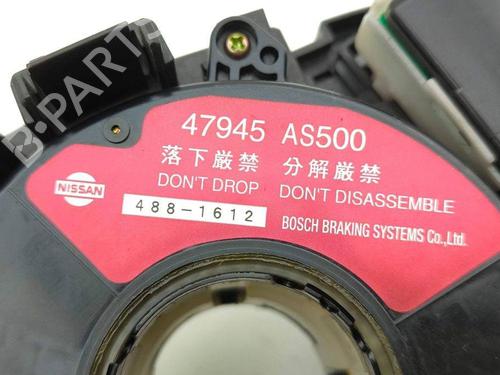 B-PARTS
47945 AS500
落下厳禁 分解厳禁
DON'T DROP DON'T DISASSEMBLE
NISSAN
488-1612
BOSCH BRAKING SYSTEMS Co.,Ltd.